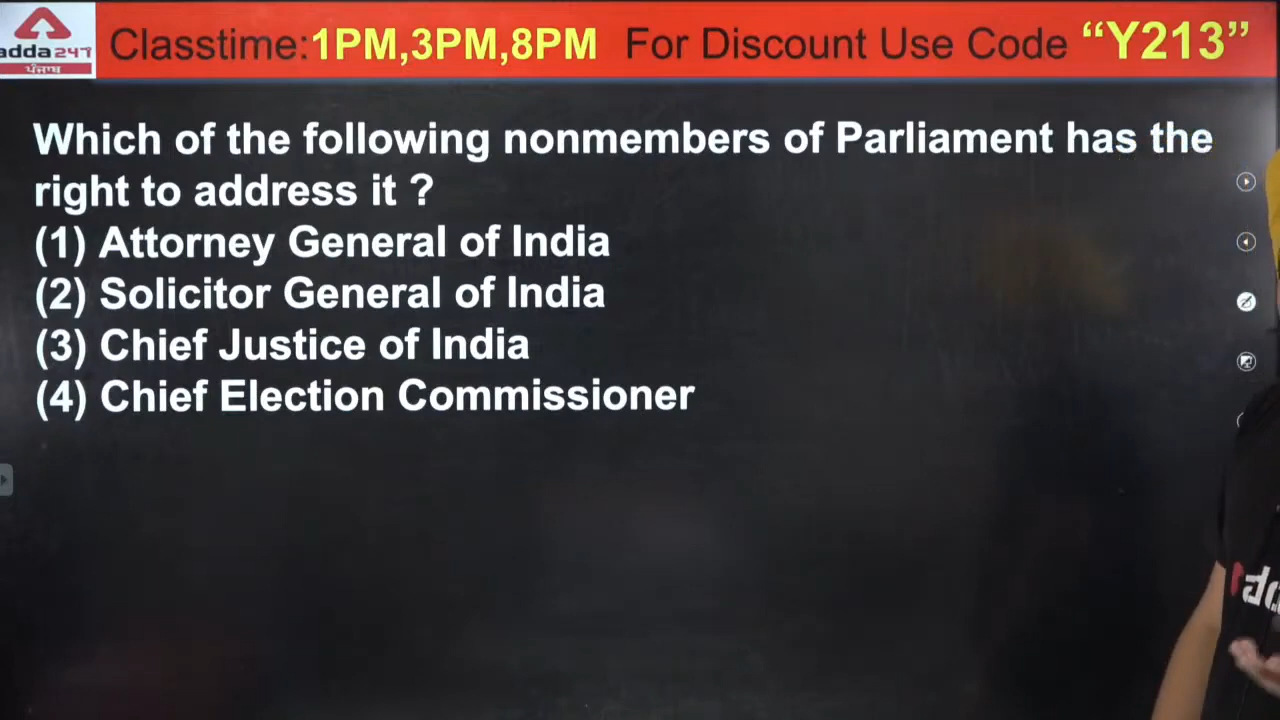 adda247
ਪੰਜਾਬ
Classtime:1PM,3PM,8PM For Discount Use Code “Y213”
Which of the following nonmembers of Parliament has the
right to address it ?
(1) Attorney General of India
(2) Solicitor General of India
(3) Chief Justice of India
(4) Chief Election Commissioner